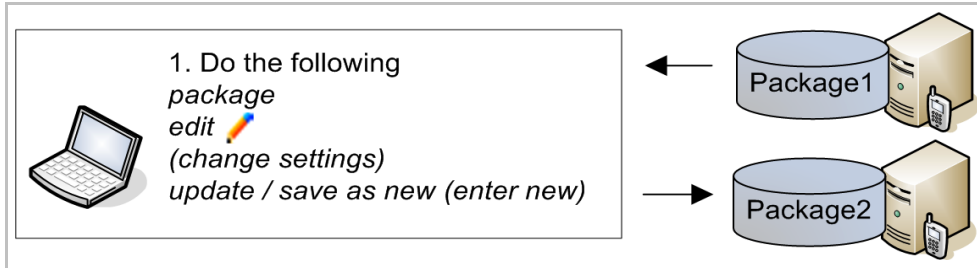 1. Do the following
package
edit
(change settings)
update / save as new (enter new)
Package1
Package2